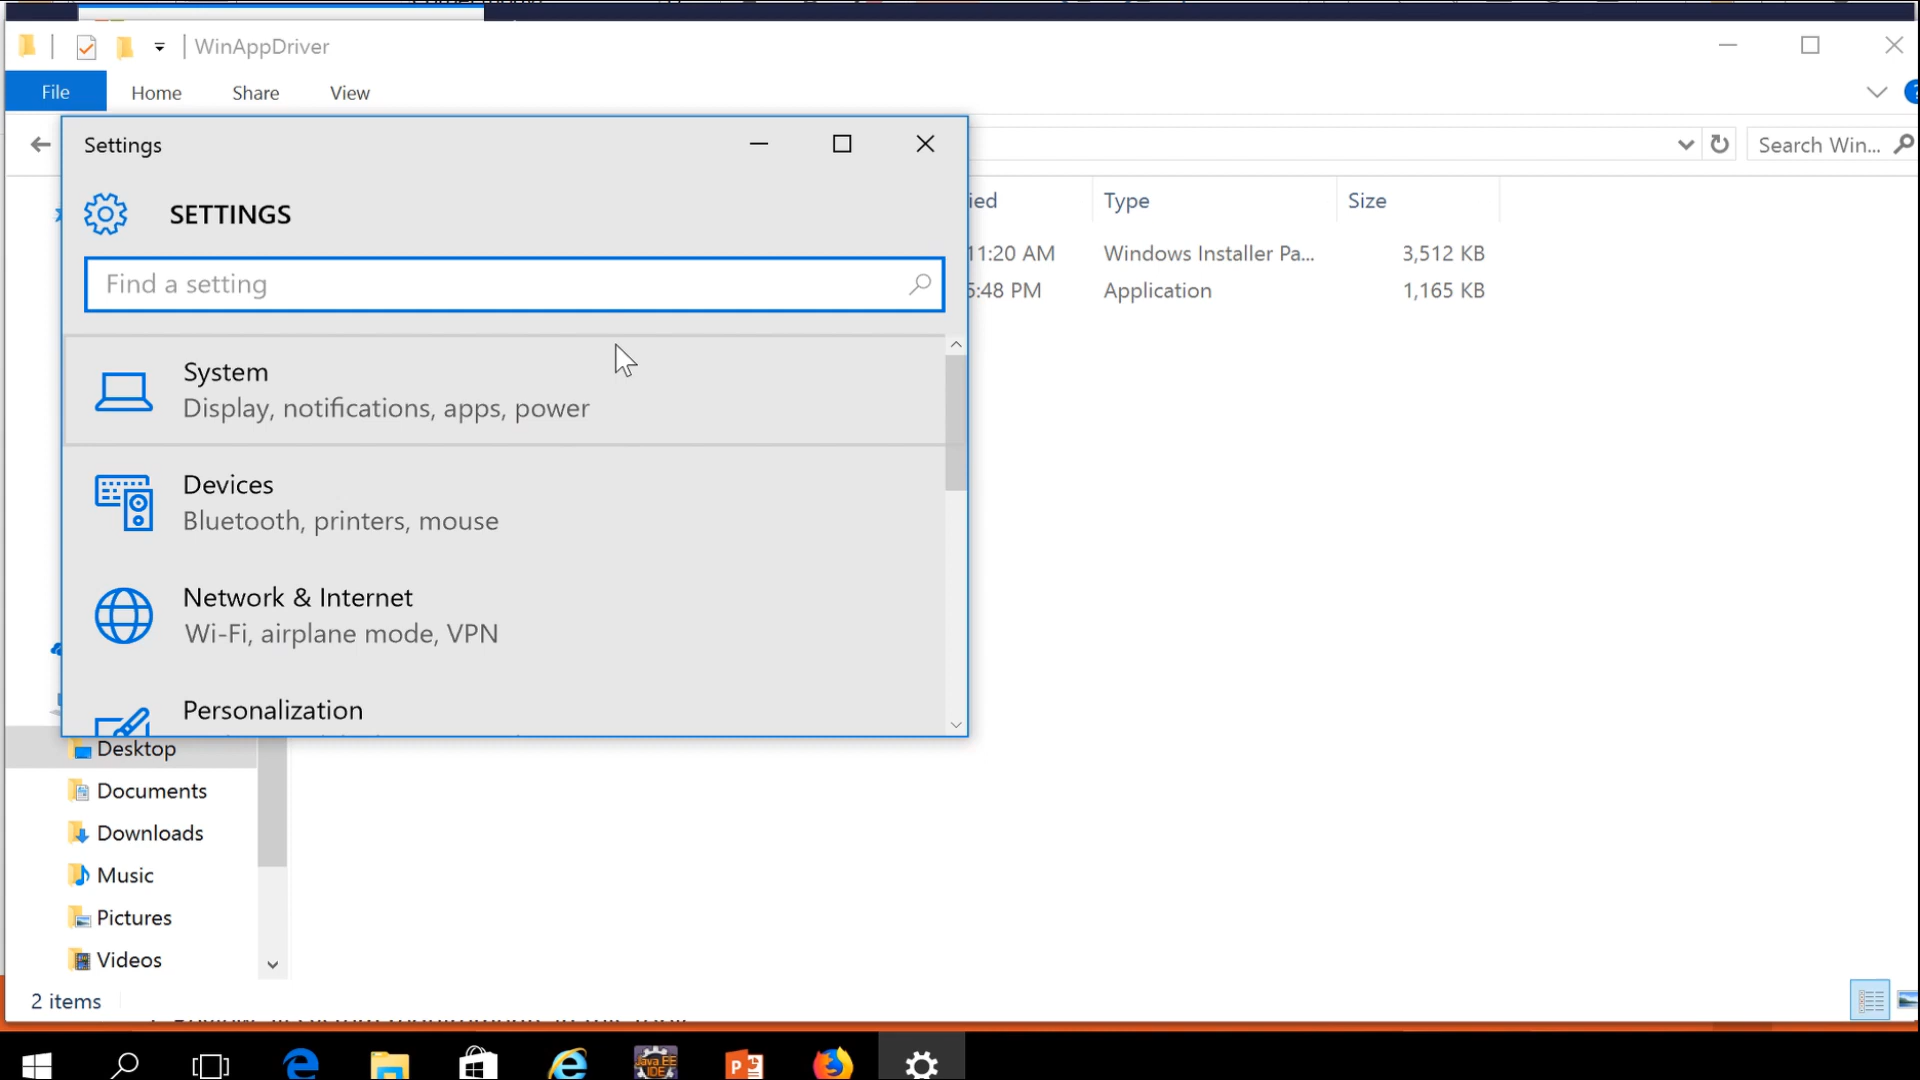 WinAppDriver
File
Home
Share
View
Settings
Search Win...
SETTINGS
Find a setting
Type
Size
11:20 AM
Windows Installer Pa...
3,512 KB
5:48 PM
Application
1,165 KB
System
Display, notifications, apps, power
Devices
Bluetooth, printers, mouse
Network & Internet
Wi-Fi, airplane mode, VPN
Personalization
Desktop
Documents
Downloads
Music
Pictures
Videos
2 items
Java EE
IDE